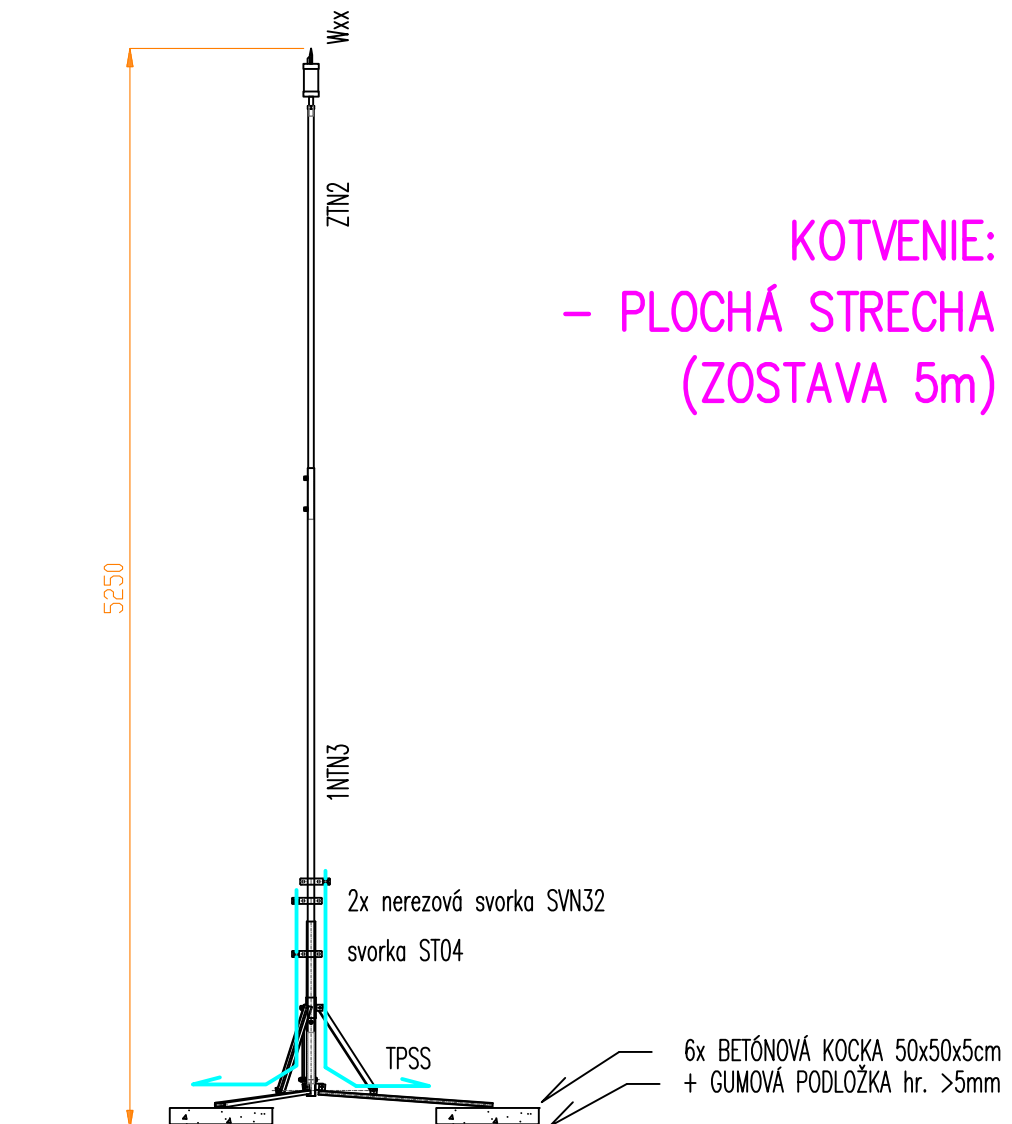 Wxx
ZTN2
KOTVENIE:
– PLOCHÁ STRECHA
(ZOSTAVA 5m)
5250
1NTN3
2x nerezová svorka SVN32
svorka ST04
TPSS
6x BETÓNOVÁ KOCKA 50x50x5cm
+ GUMOVÁ PODLOŽKA hr. >5mm